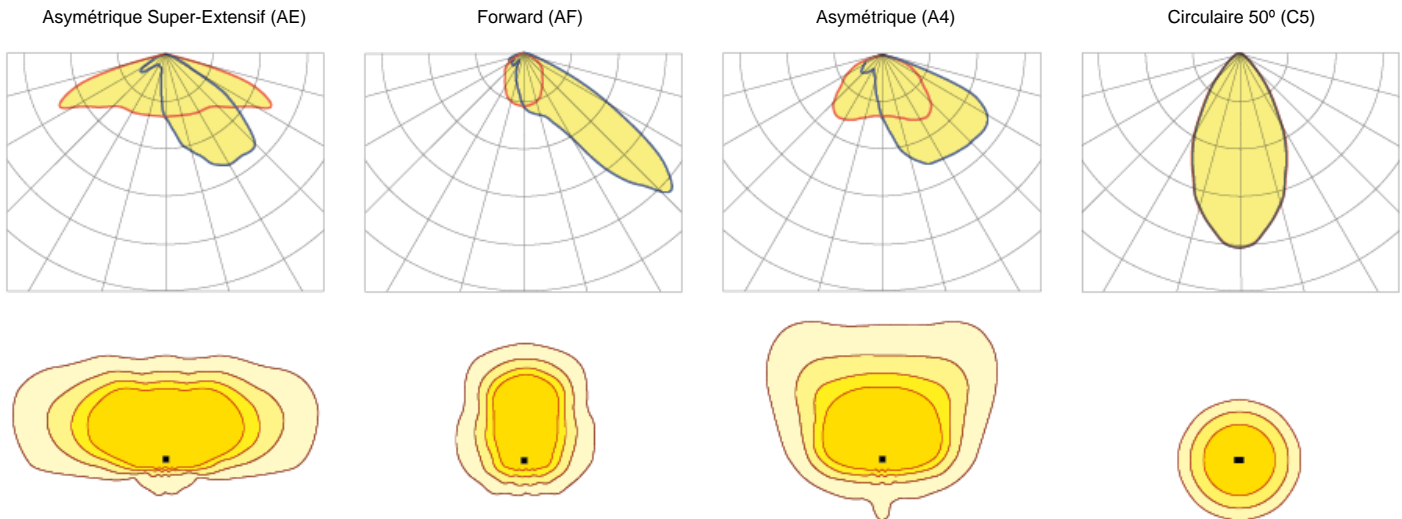 Asymétrique Super-Extensif (AE)
Forward (AF)
Asymétrique (A4)
Circulaire 50º (C5)